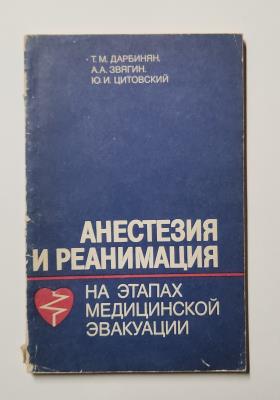 Т. М. ДАРБИНЯН,
А. А. ЗВЯГИН,
Ю. И. ЦИТОВСКИЙ
АНЕСТЕЗИЯ
И РЕАНИМАЦИЯ
НА ЭТАПАХ
МЕДИЦИНСКОЙ
ЭВАКУАЦИИ